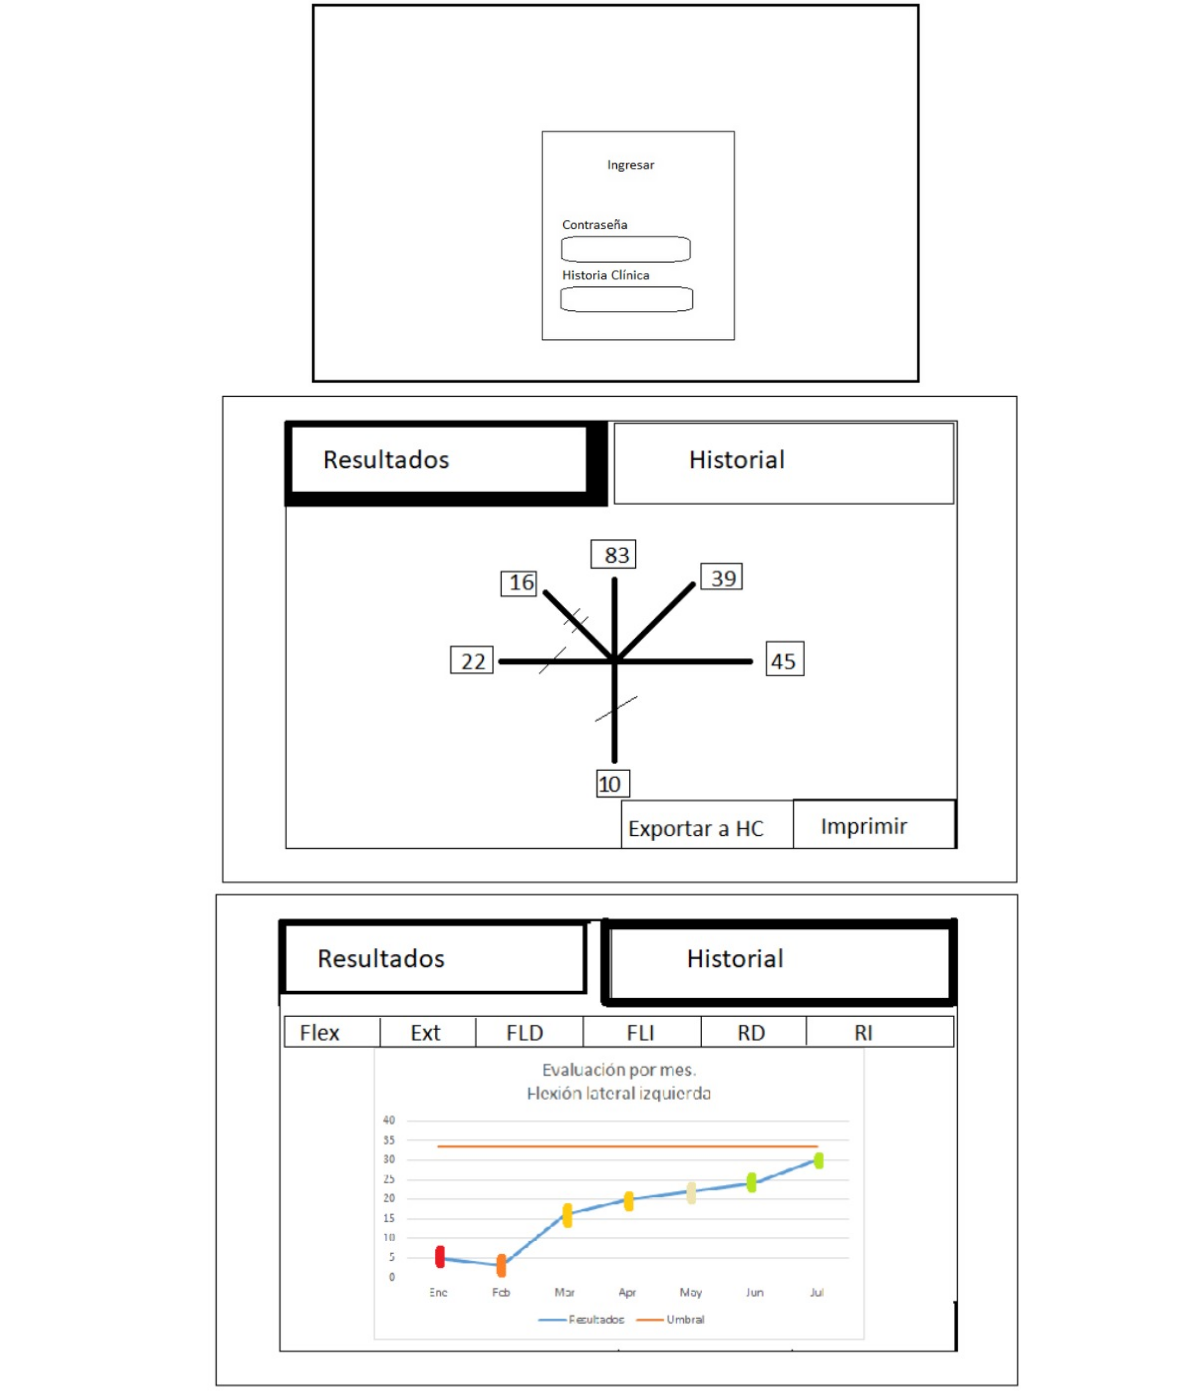 Ingresar
Contraseña
Historia Clínica
Resultados Historial
83
16 39
22 45
10
Exportar a HC Imprimir
Resultados Historial
Flex Ext FLD FLI RD RI
Evaluación por mes.
Flexión lateral izquierda
40
35
30
25
20
15
10
5
0
Ene Feb Mar Apr May Jun Jul
Resultados Umbral